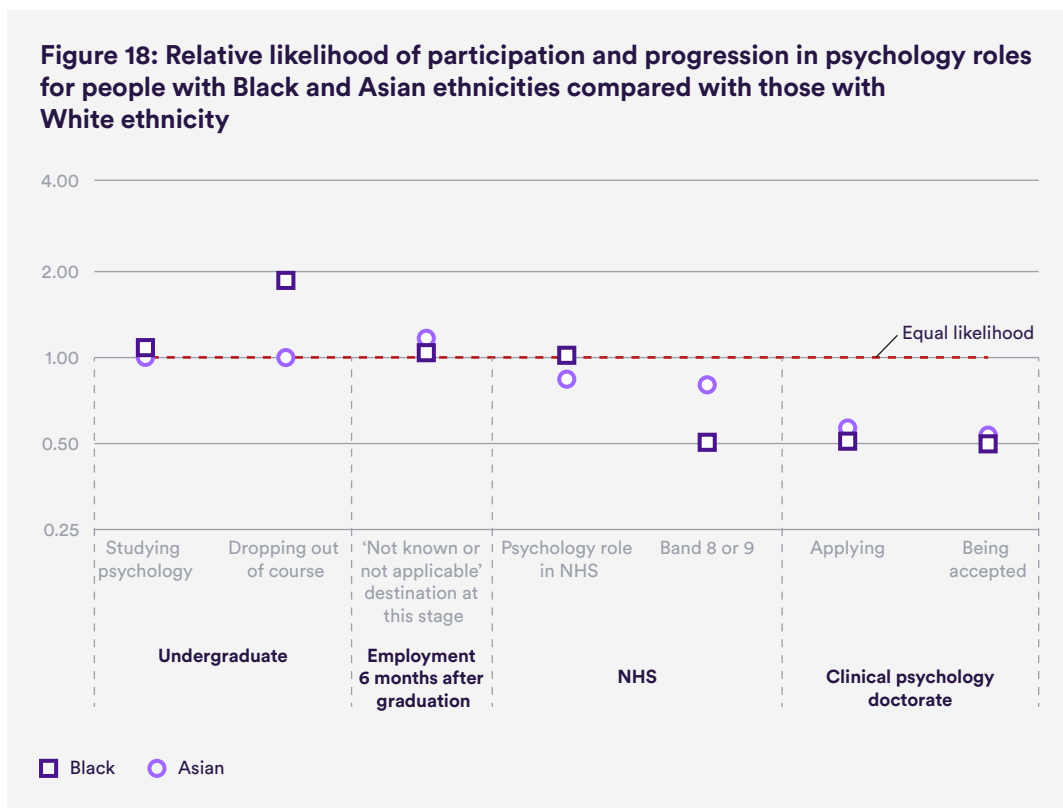 Figure 18: Relative likelihood of participation and progression in psychology roles
for people with Black and Asian ethnicities compared with those with
White ethnicity
4.00
2.00
Equal likelihood
1.00
0.50
0.25
Studying
psychology
Dropping out
of course
‘Not known or
not applicable’
destination at
this stage
Psychology role
in NHS
Band 8 or 9
Applying
Being
accepted
Undergraduate
Employment
6 months after
graduation
NHS
Clinical psychology
doctorate
Black
Asian